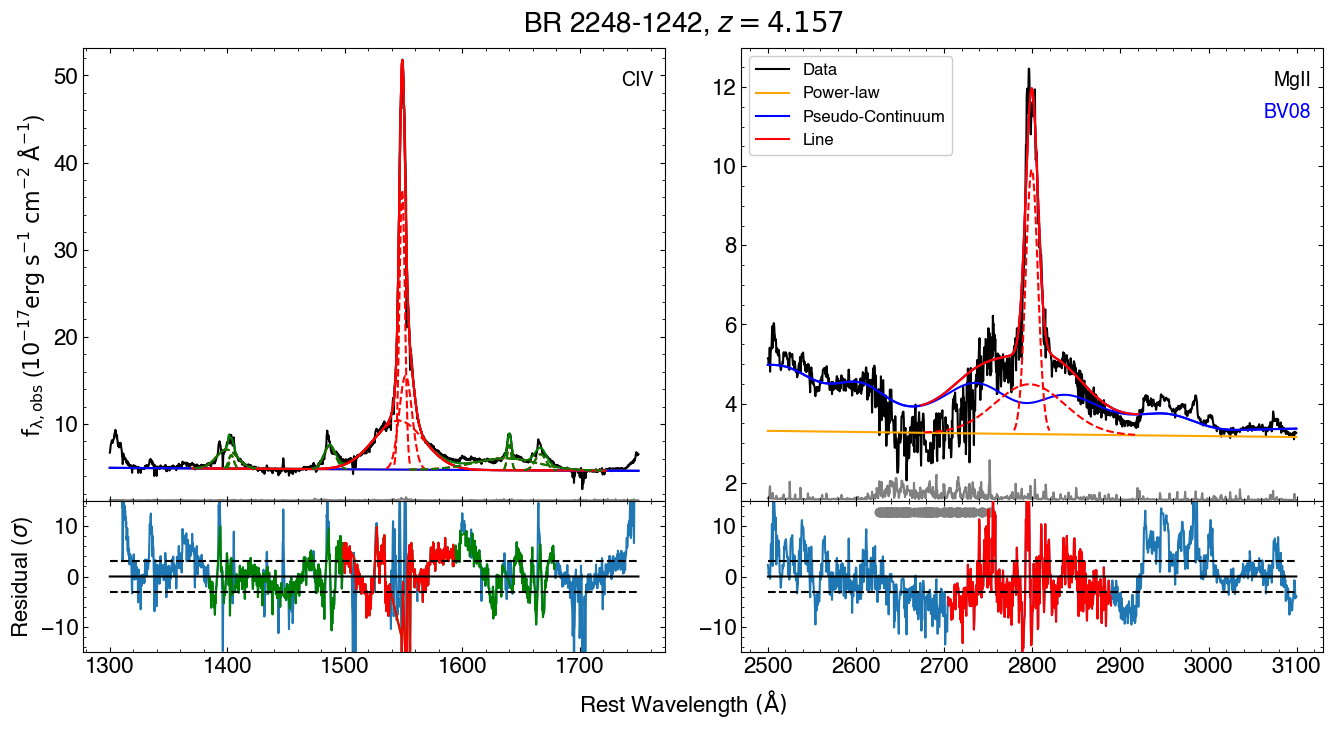 BR 2248-1242, z = 4.157
CIV
50
40
30
20
10
f_λ,obs (10⁻¹⁷erg s⁻¹ cm⁻² Å⁻¹)
Data
Power-law
Pseudo-Continuum
Line
MgII
BV08
12
10
8
6
4
2
Residual (σ)
10
0
−10
1300 1400 1500 1600 1700
10
0
−10
2500 2600 2700 2800 2900 3000 3100
Rest Wavelength (Å)